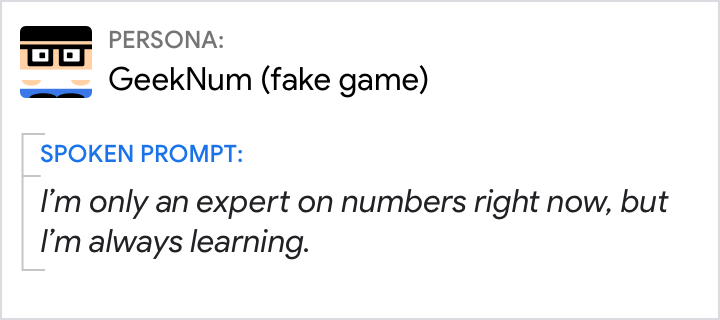 PERSONA:
GeekNum (fake game)
SPOKEN PROMPT:
I’m only an expert on numbers right now, but
I’m always learning.